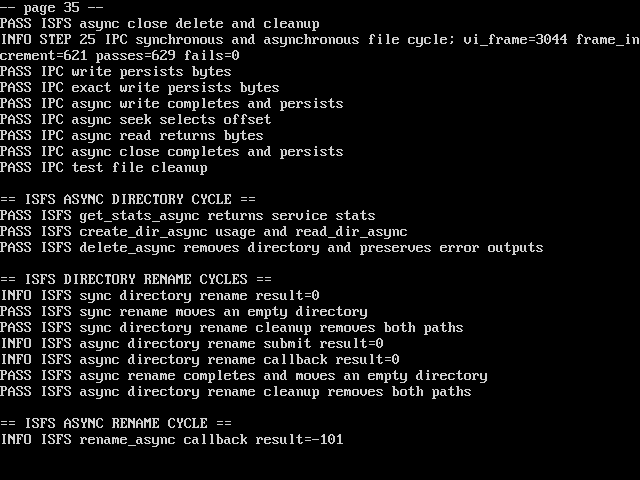 -- page 35 --
PASS ISFS async close delete and cleanup
INFO STEP 25 IPC synchronous and asynchronous file cycle; vi_frame=3044 frame_in
crement=621 passes=629 fails=0
PASS IPC write persists bytes
PASS IPC exact write persists bytes
PASS IPC async write completes and persists
PASS IPC async seek selects offset
PASS IPC async read returns bytes
PASS IPC async close completes and persists
PASS IPC test file cleanup
== ISFS ASYNC DIRECTORY CYCLE ==
PASS ISFS get_stats_async returns service stats
PASS ISFS create_dir_async usage and read_dir_async
PASS ISFS delete_async removes directory and preserves error outputs
== ISFS DIRECTORY RENAME CYCLES ==
INFO ISFS sync directory rename result=0
PASS ISFS sync rename moves an empty directory
PASS ISFS sync directory rename cleanup removes both paths
INFO ISFS async directory rename submit result=0
INFO ISFS async directory rename callback result=0
PASS ISFS async rename completes and moves an empty directory
PASS ISFS async directory rename cleanup removes both paths
== ISFS ASYNC RENAME CYCLE ==
INFO ISFS rename_async callback result=-101